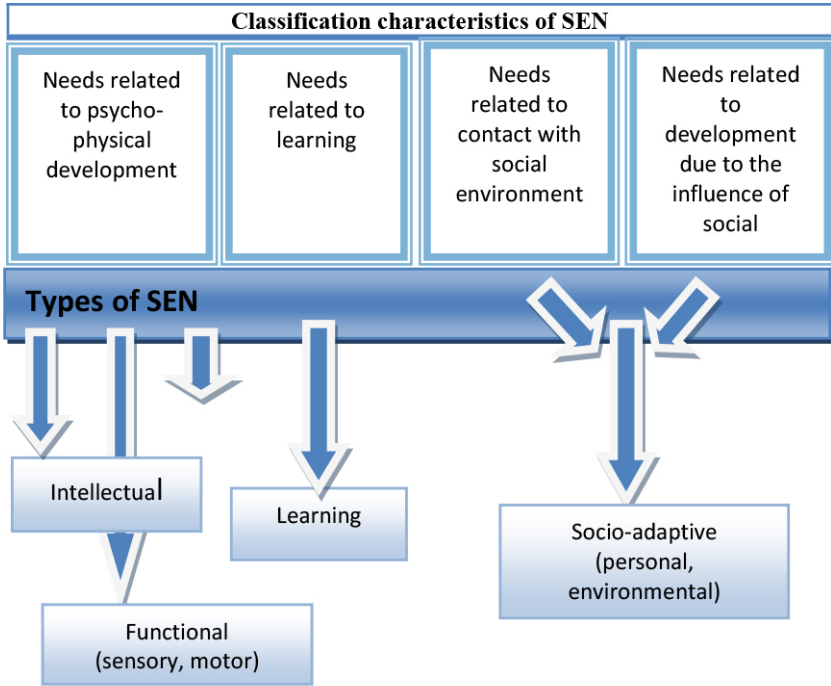 Classification characteristics of SEN
Needs related
to psycho-
physical
development
Needs
related to
learning
Needs
related to
contact with
social
environment
Needs related
to
development
due to the
influence of
social
Types of SEN
Intellectual
Learning
Socio-adaptive
(personal,
environmental)
Functional
(sensory, motor)